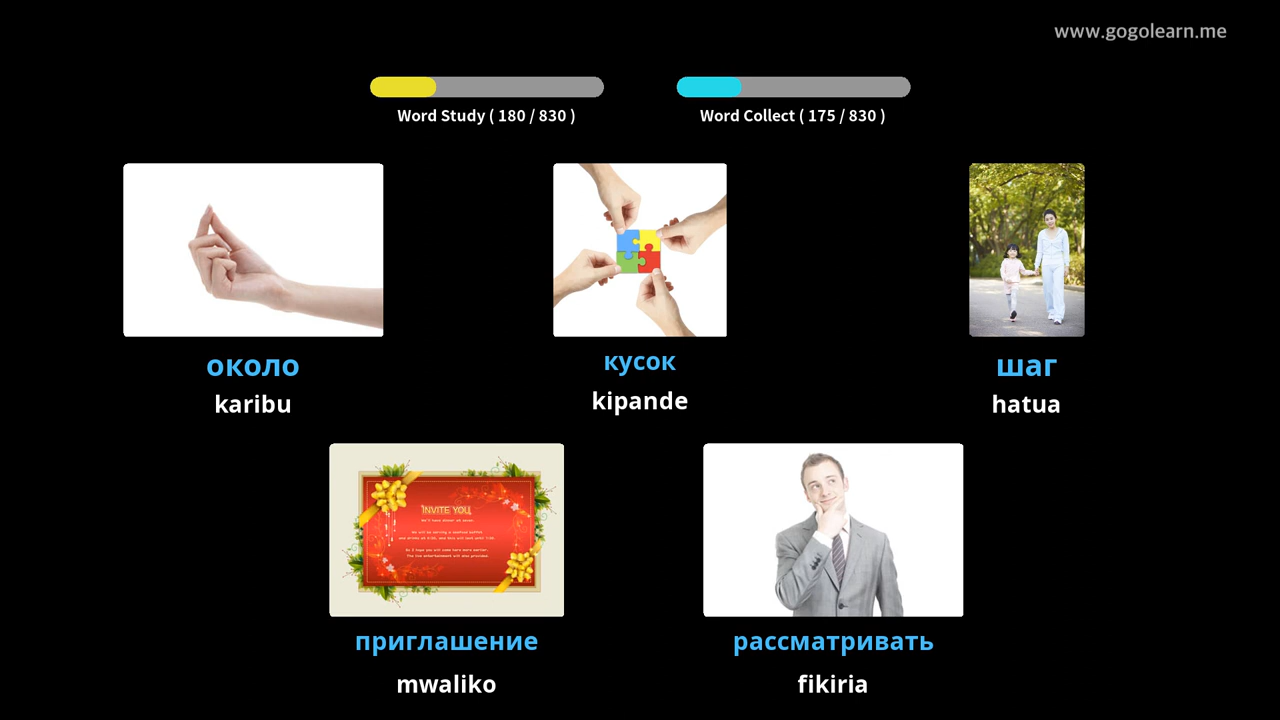 www.gogolearn.me
Word Study ( 180 / 830 )
Word Collect ( 175 / 830 )
около
karibu
кусок
kipande
шаг
hatua
INVITE YOU
приглашение
mwaliko
рассматривать
fikiria